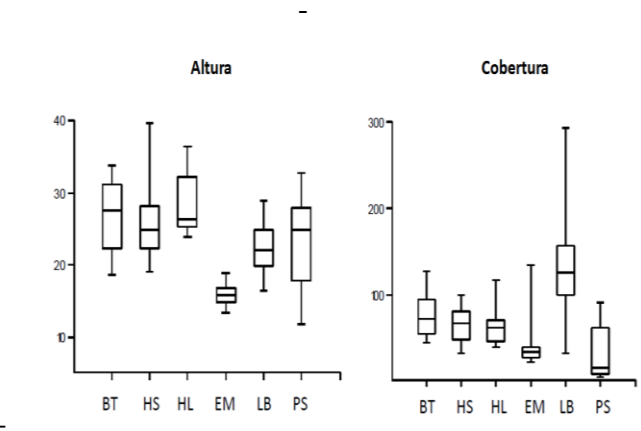 Altura
40
30
20
10
BT HS HL EM LB PS
Cobertura
300
200
100
BT HS HL EM LB PS